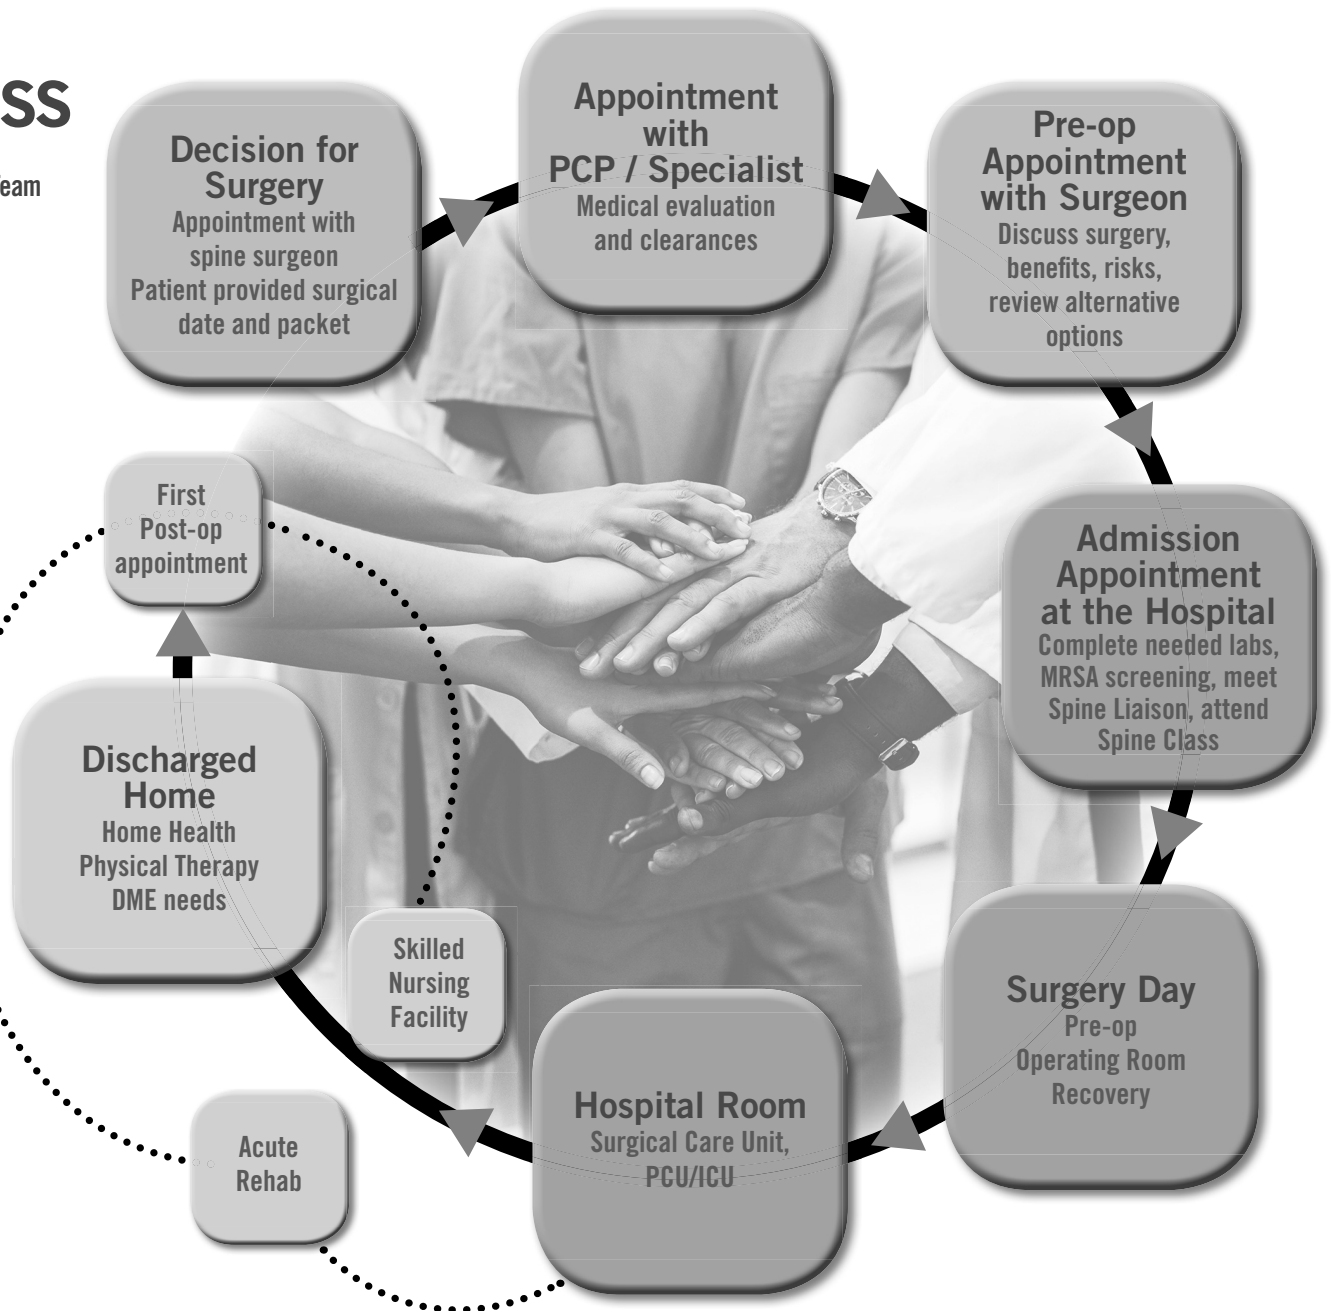 ss
eam
Decision for
Surgery
Appointment with
spine surgeon
Patient provided surgical
date and packet
Appointment
with
PCP / Specialist
Medical evaluation
and clearances
Pre-op
Appointment
with Surgeon
Discuss surgery,
benefits, risks,
review alternative
options
Admission
Appointment
at the Hospital
Complete needed labs,
MRSA screening, meet
Spine Liaison, attend
Spine Class
Surgery Day
Pre-op
Operating Room
Recovery
Hospital Room
Surgical Care Unit,
PCU/ICU
Skilled
Nursing
Facility
Acute
Rehab
Discharged
Home
Home Health
Physical Therapy
DME needs
First
Post-op
appointment